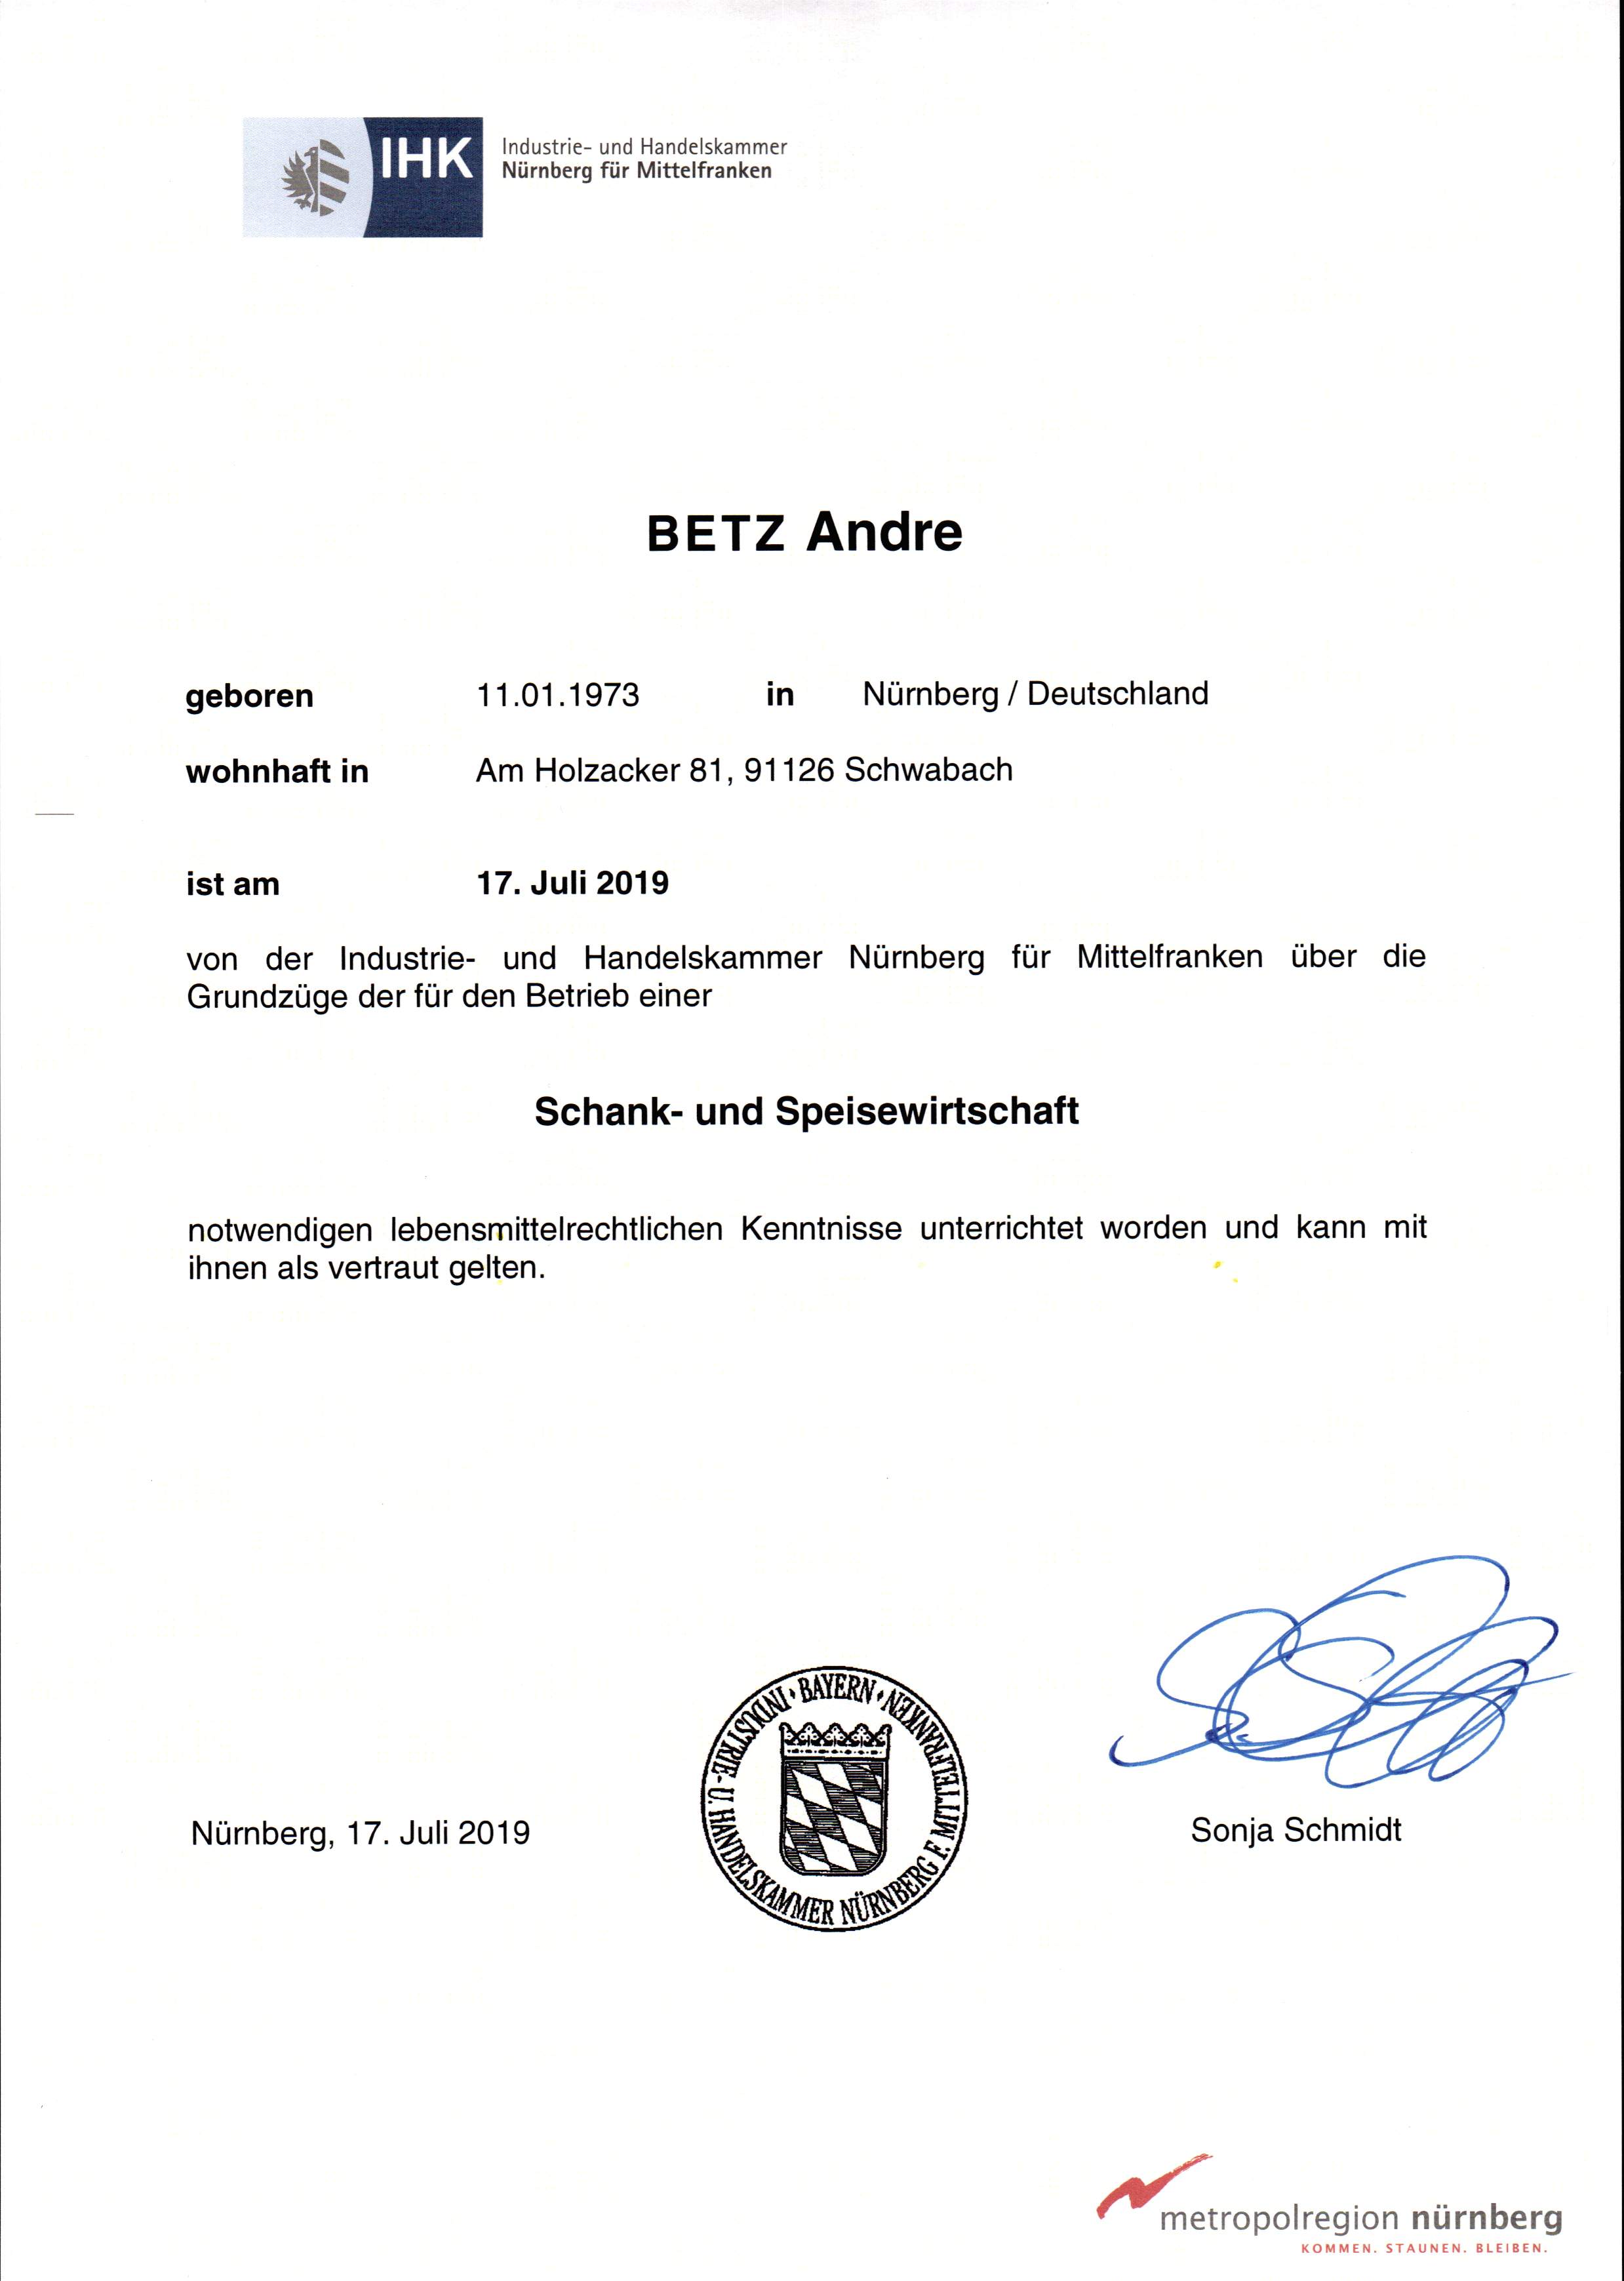 IHK
Industrie- und Handelskammer
Nürnberg für Mittelfranken
BETZ Andre
geboren 11.01.1973 in Nürnberg / Deutschland
wohnhaft in Am Holzacker 81, 91126 Schwabach
ist am 17. Juli 2019
von der Industrie- und Handelskammer Nürnberg für Mittelfranken über die
Grundzüge der für den Betrieb einer
Schank- und Speisewirtschaft
notwendigen lebensmittelrechtlichen Kenntnisse unterrichtet worden und kann mit
ihnen als vertraut gelten.
BAYERN
INDUSTRIE- U. HANDELSKAMMER NÜRNBERG F. MITTELFRANKEN
Nürnberg, 17. Juli 2019
Sonja Schmidt
metropolregion nürnberg
KOMMEN. STAUNEN. BLEIBEN.